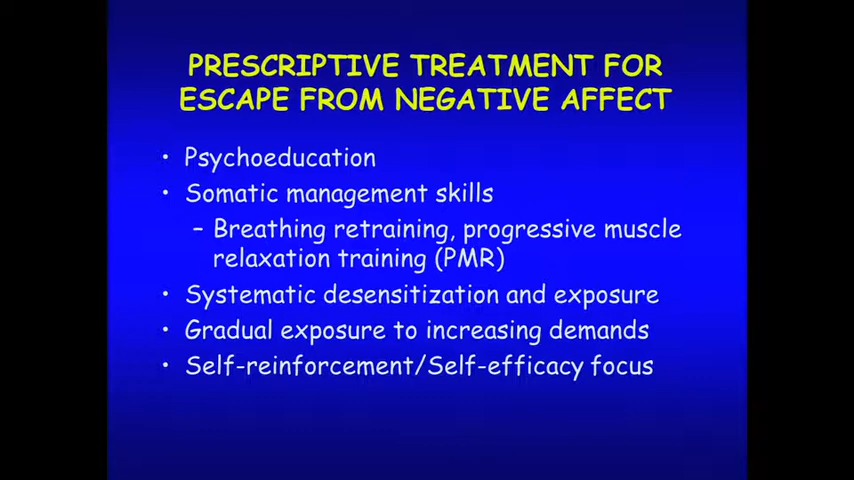 PRESCRIPTIVE TREATMENT FOR
ESCAPE FROM NEGATIVE AFFECT
• Psychoeducation
• Somatic management skills
– Breathing retraining, progressive muscle
relaxation training (PMR)
• Systematic desensitization and exposure
• Gradual exposure to increasing demands
• Self-reinforcement/Self-efficacy focus